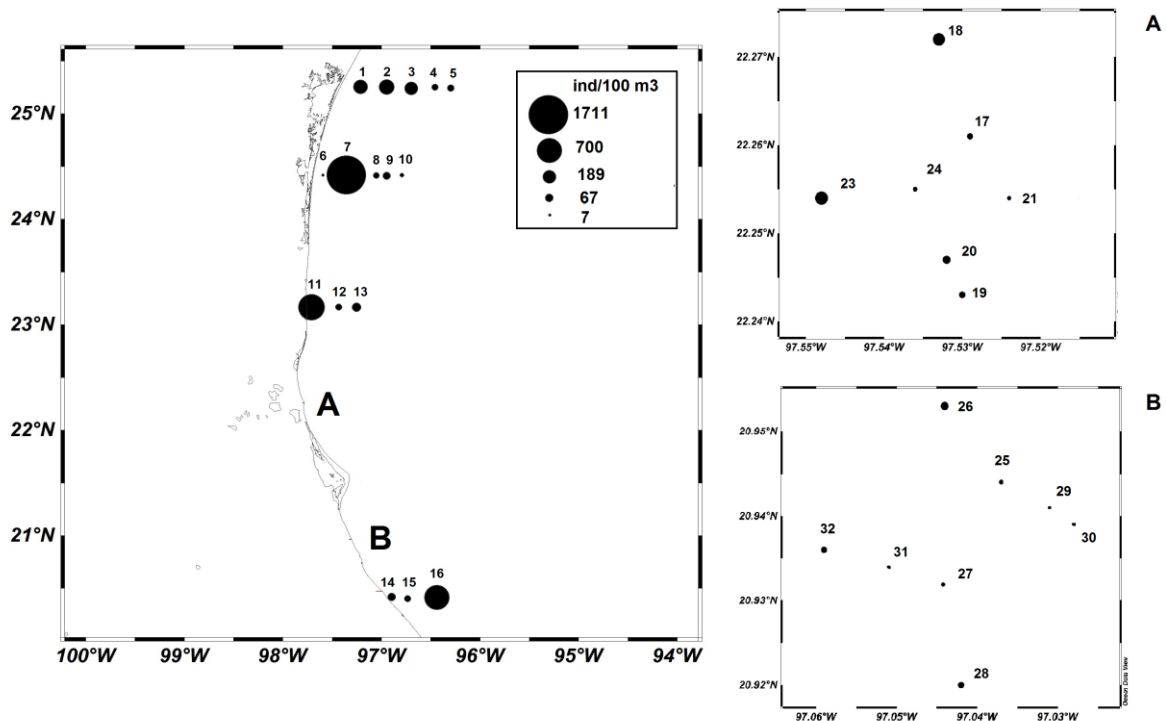 1 2 3 4 5
25°N
ind/100 m3
1711
700
189
67
7
7
6 8 9 10
24°N
11 12 13
23°N
A
22°N
21°N
B
14 15 16
20°N
100°W 99°W 98°W 97°W 96°W 95°W 94°W
A
18
22.27°N
17
22.26°N
24
23
21
22.25°N
20
19
22.24°N
97.55°W 97.54°W 97.53°W 97.52°W
B
26
20.95°N
25
29
20.94°N
30
32
31
27
20.93°N
28
20.92°N
Ocean Data View
97.06°W 97.05°W 97.04°W 97.03°W